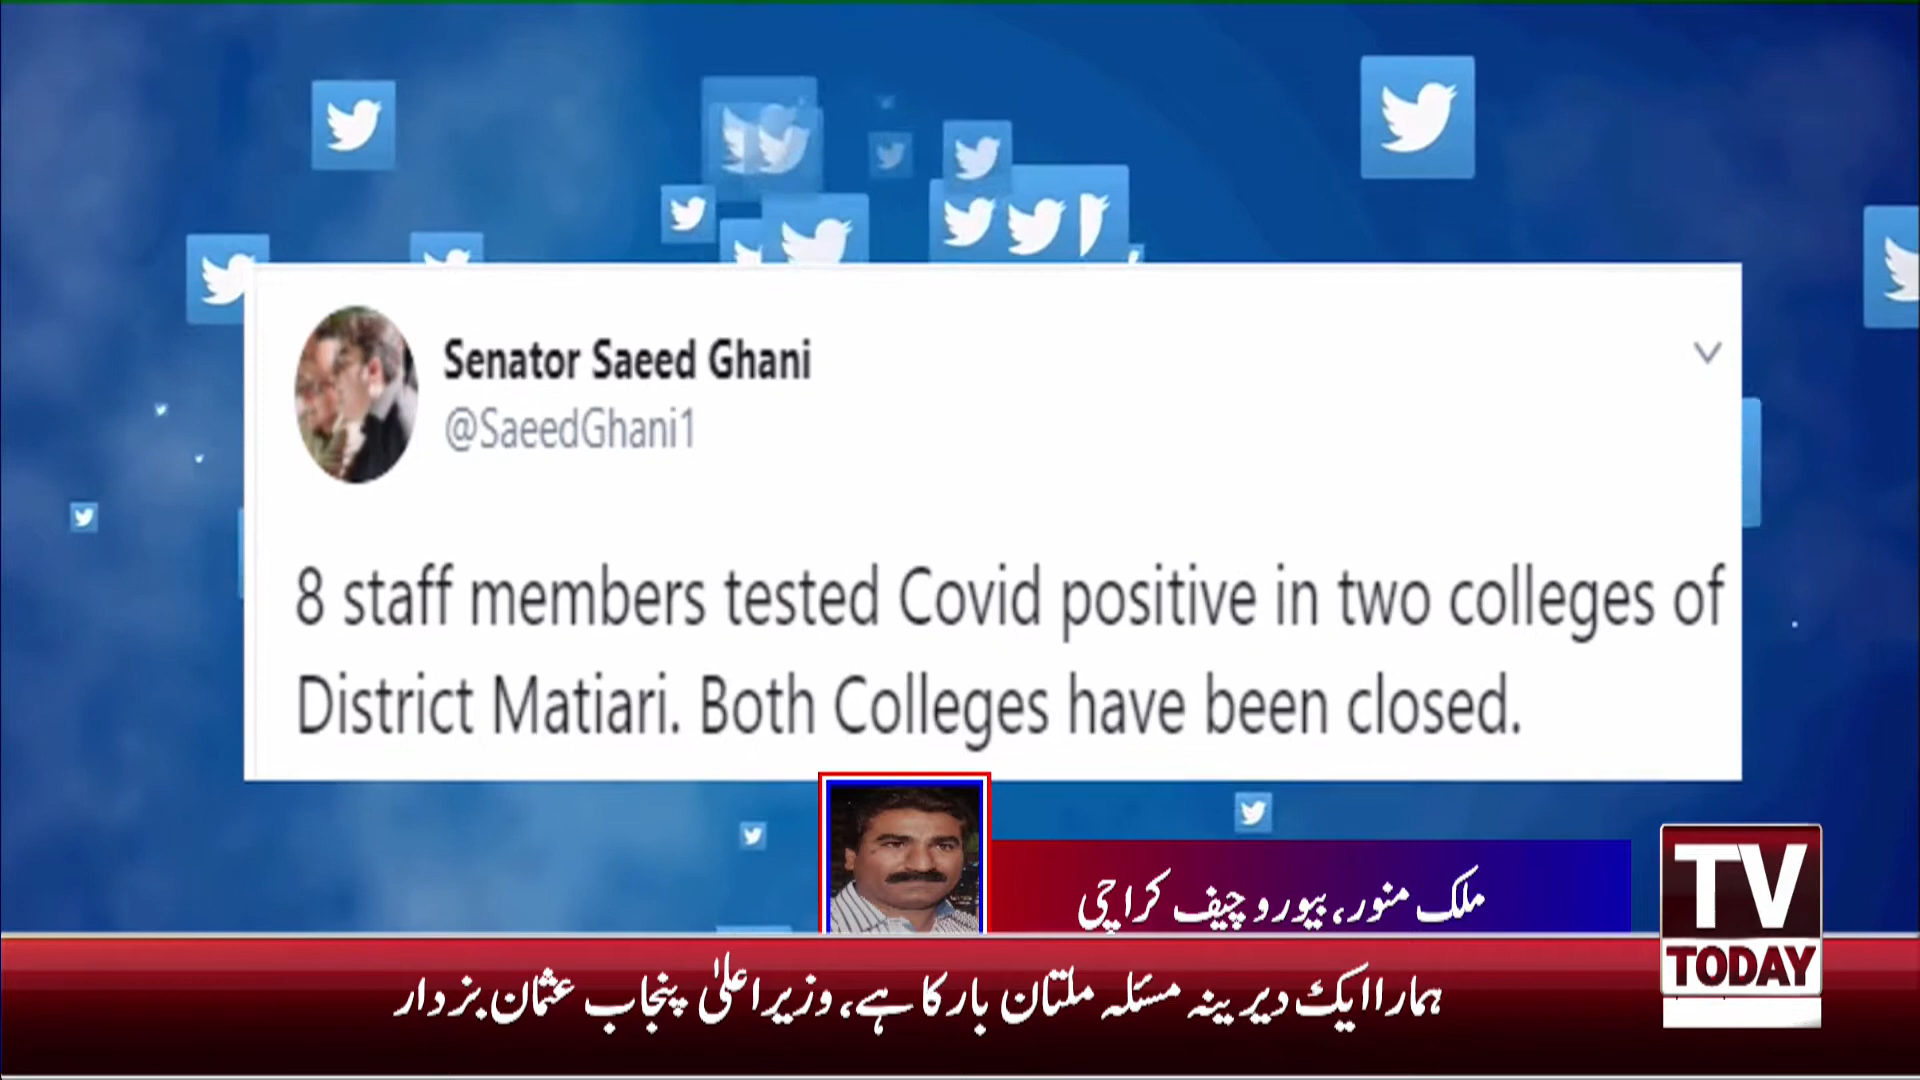 Senator Saeed Ghani
@SaeedGhani1
8 staff members tested Covid positive in two colleges of
District Matiari. Both Colleges have been closed.
ملک منور، بیورو چیف کراچی
ہمارا ایک دیرینہ مسئلہ ملتان بار کا ہے، وزیراعلیٰ پنجاب عثمان بزدار
TV
TODAY